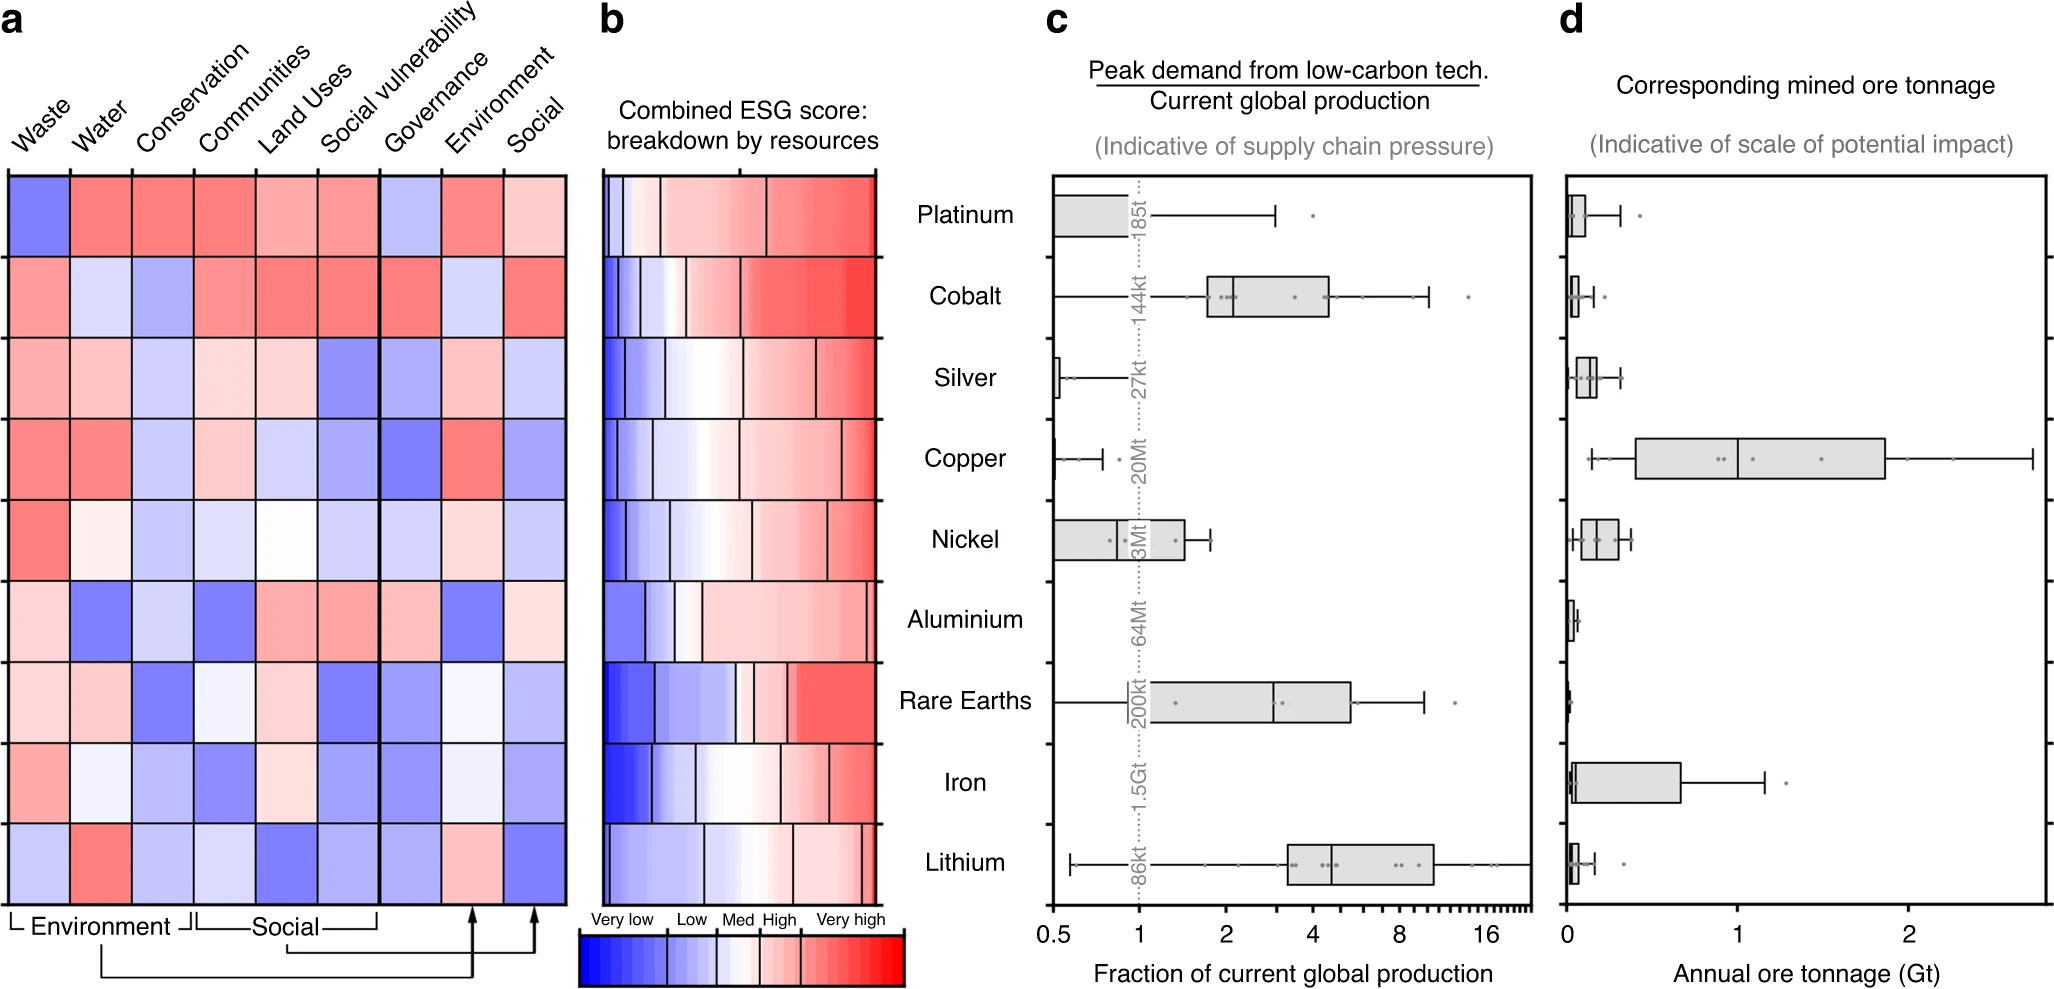 a
Waste
Water
Conservation
Communities
Land Uses
Social vulnerability
Governance
Environment
Social
Environment
Social
b
Combined ESG score:
breakdown by resources
Very low
Low
Med
High
Very high
Platinum
Cobalt
Silver
Copper
Nickel
Aluminium
Rare Earths
Iron
Lithium
c
Peak demand from low-carbon tech.
Current global production
(Indicative of supply chain pressure)
185t
144kt
27kt
20Mt
3Mt
64Mt
200kt
1.5Gt
86kt
0.5 1 2 4 8 16
Fraction of current global production
d
Corresponding mined ore tonnage
(Indicative of scale of potential impact)
0 1 2
Annual ore tonnage (Gt)